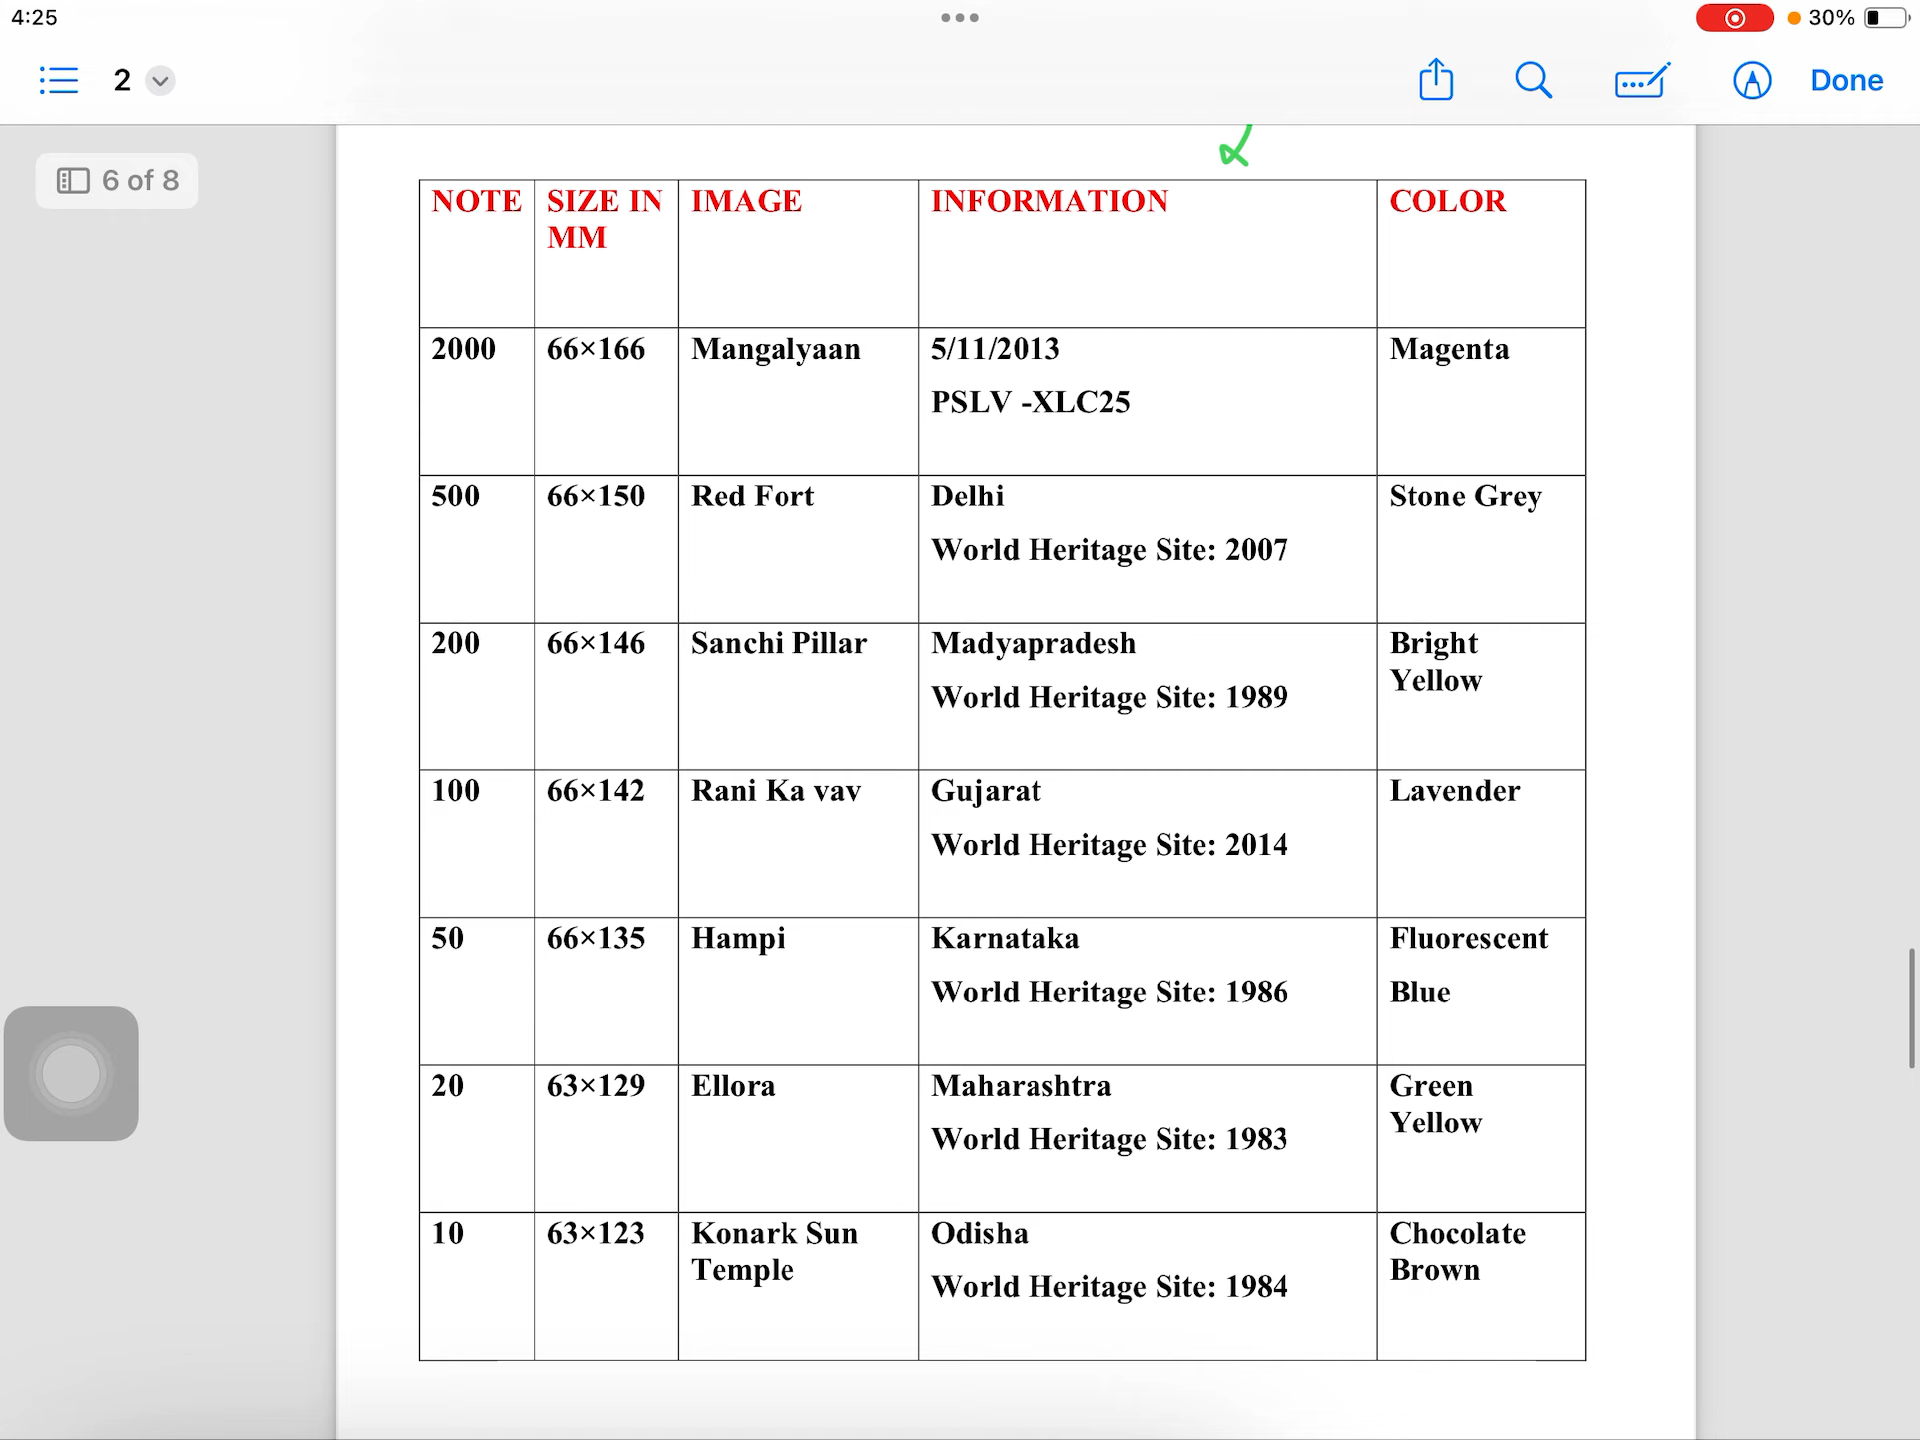 4:25
30%
2
Done
6 of 8
NOTE SIZE IN MM IMAGE INFORMATION COLOR
2000 66×166 Mangalyaan 5/11/2013 Magenta
PSLV -XLC25
500 66×150 Red Fort Delhi Stone Grey
World Heritage Site: 2007
200 66×146 Sanchi Pillar Madyapradesh Bright Yellow
World Heritage Site: 1989
100 66×142 Rani Ka vav Gujarat Lavender
World Heritage Site: 2014
50 66×135 Hampi Karnataka Fluorescent
World Heritage Site: 1986 Blue
20 63×129 Ellora Maharashtra Green Yellow
World Heritage Site: 1983
10 63×123 Konark Sun Temple Odisha Chocolate Brown
World Heritage Site: 1984